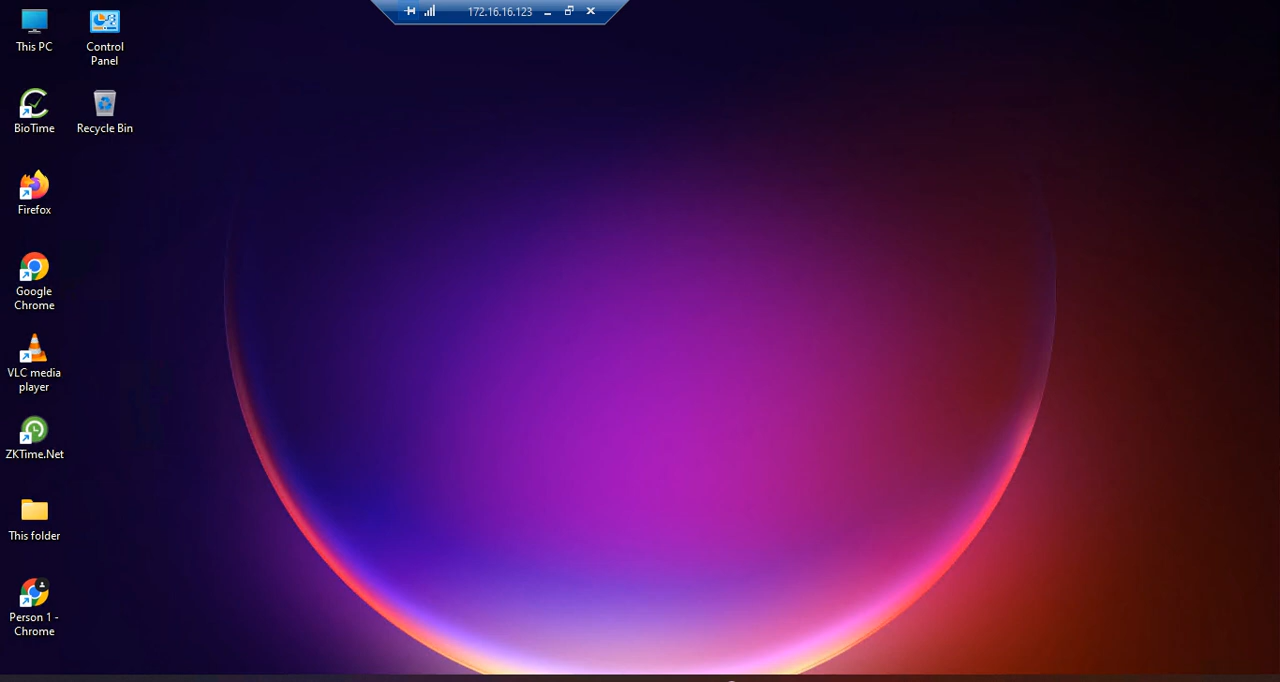 172.16.16.123
This PC
Control
Panel
BioTime
Recycle Bin
Firefox
Google
Chrome
VLC media
player
ZKTime.Net
This folder
Person 1 -
Chrome